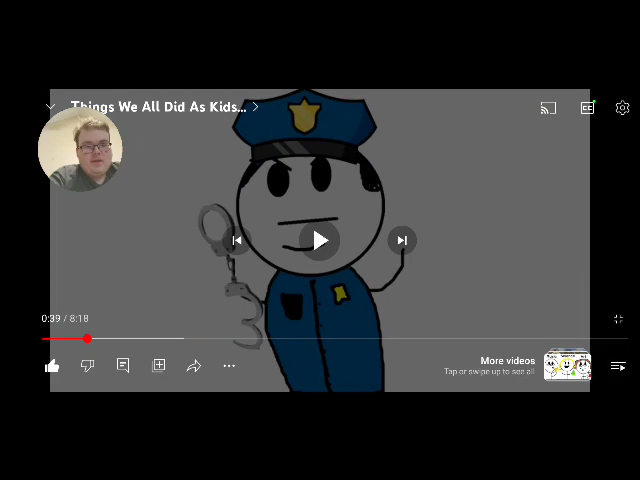 Things We All Did As Kids...
CC
0:39 / 8:18
More videos
Tap or swipe up to see all